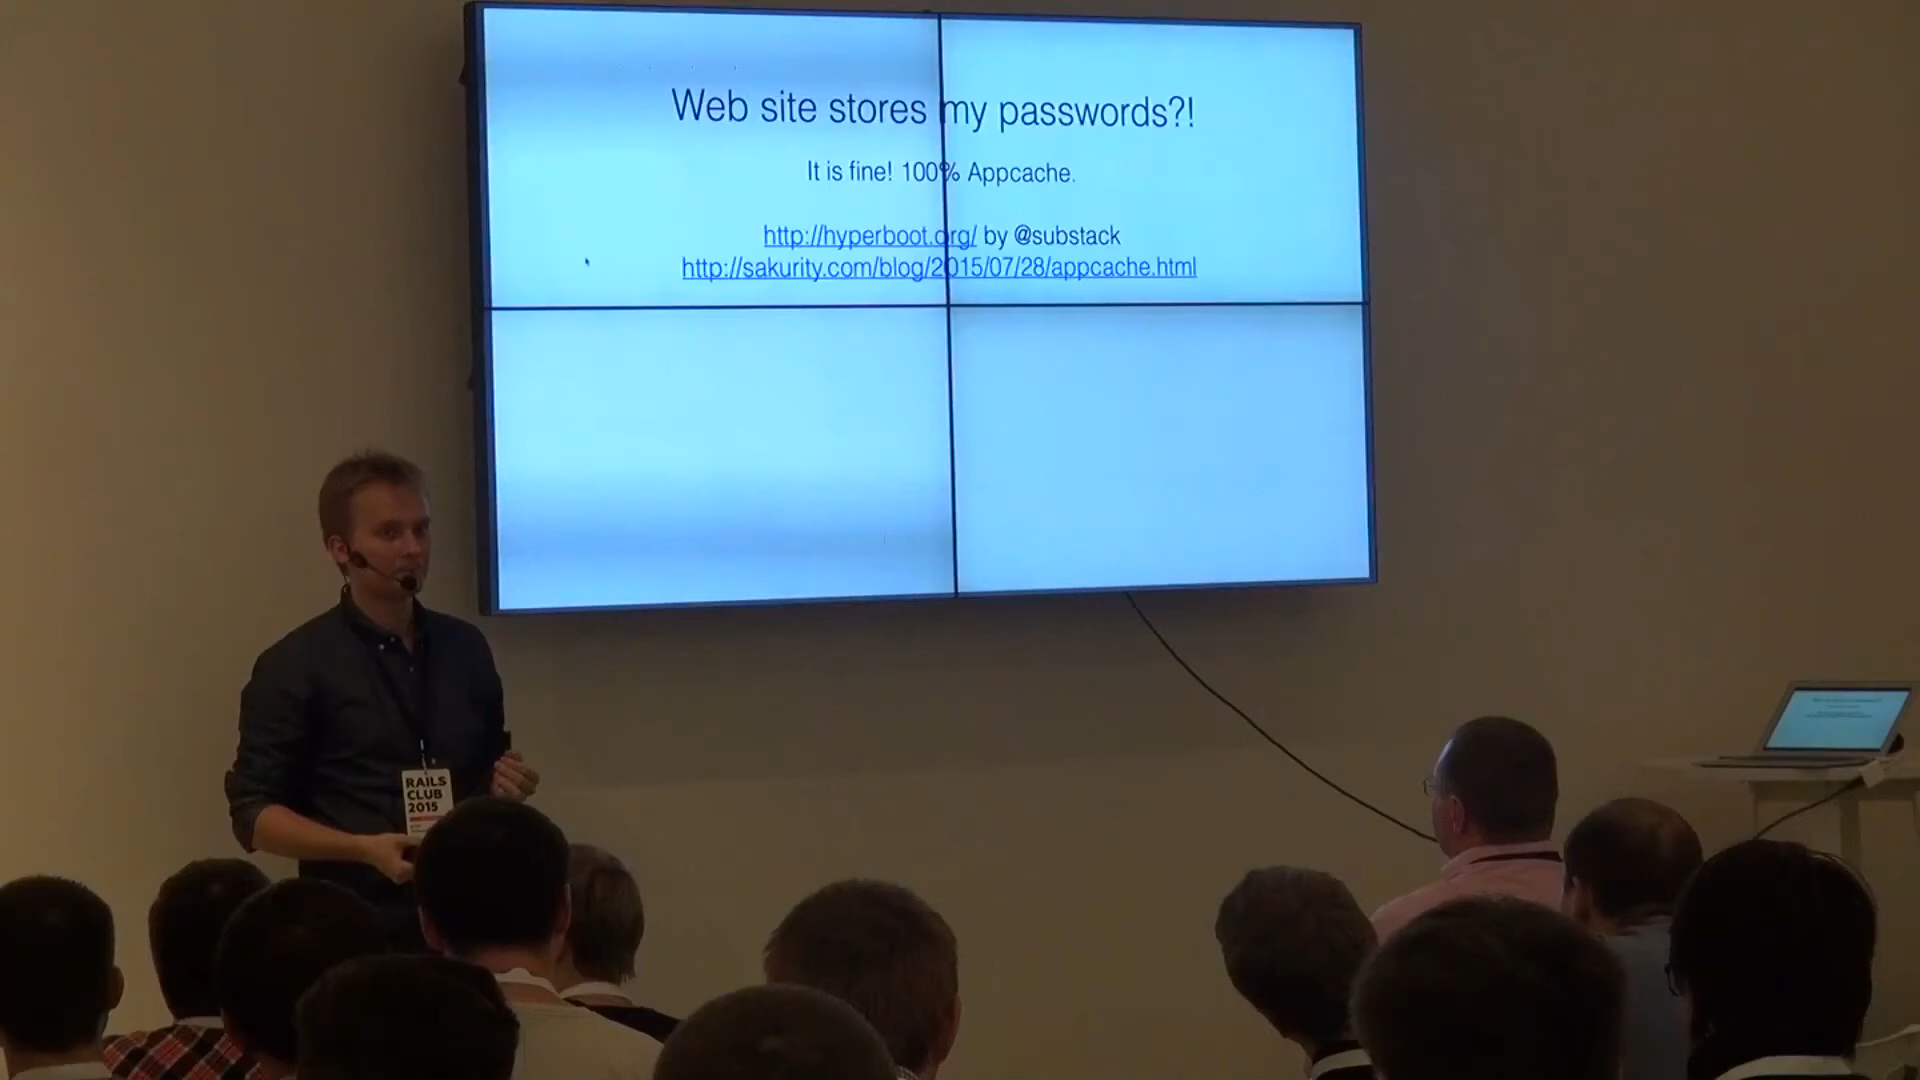 Web site stores my passwords?!
It is fine! 100% Appcache.
http://hyperboot.org/ by @substack
http://sakurity.com/blog/2015/07/28/appcache.html
RAILS
CLUB
2015